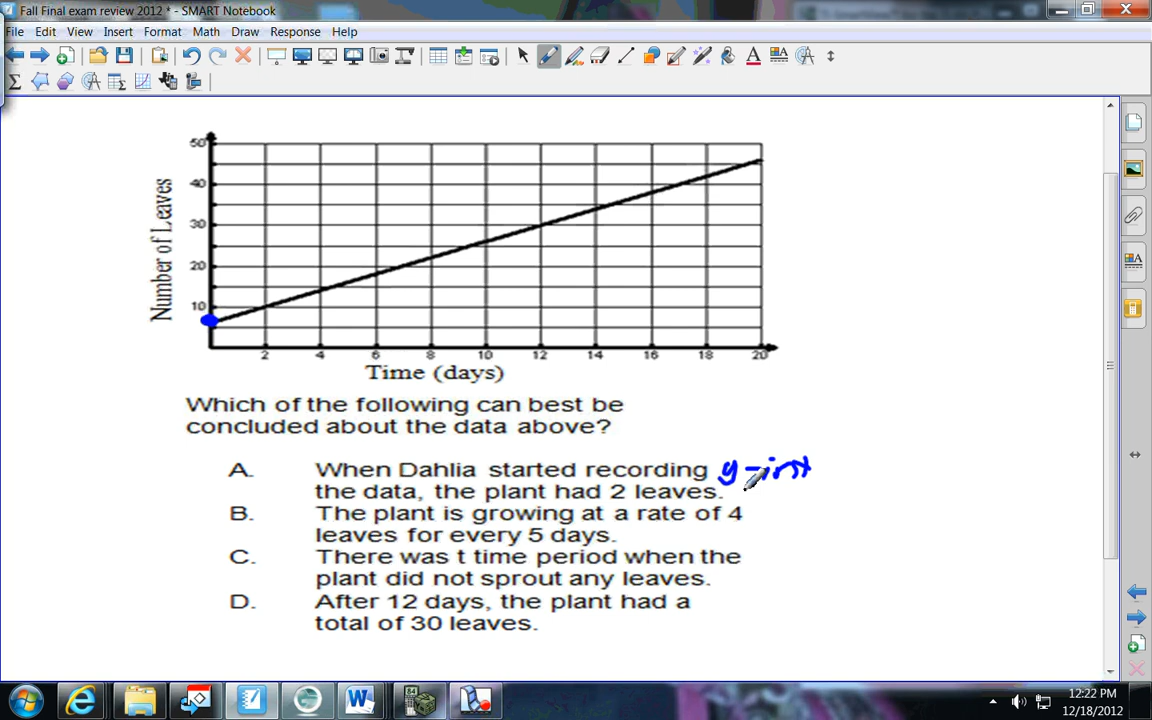 Fall Final exam review 2012 * - SMART Notebook
File Edit View Insert Format Math Draw Response Help
50
40
30
20
10
Number of Leaves
2 4 6 8 10 12 14 16 18 20
Time (days)
Which of the following can best be
concluded about the data above?
A. When Dahlia started recording
the data, the plant had 2 leaves.
B. The plant is growing at a rate of 4
leaves for every 5 days.
C. There was t time period when the
plant did not sprout any leaves.
D. After 12 days, the plant had a
total of 30 leaves.
12:22 PM
12/18/2012